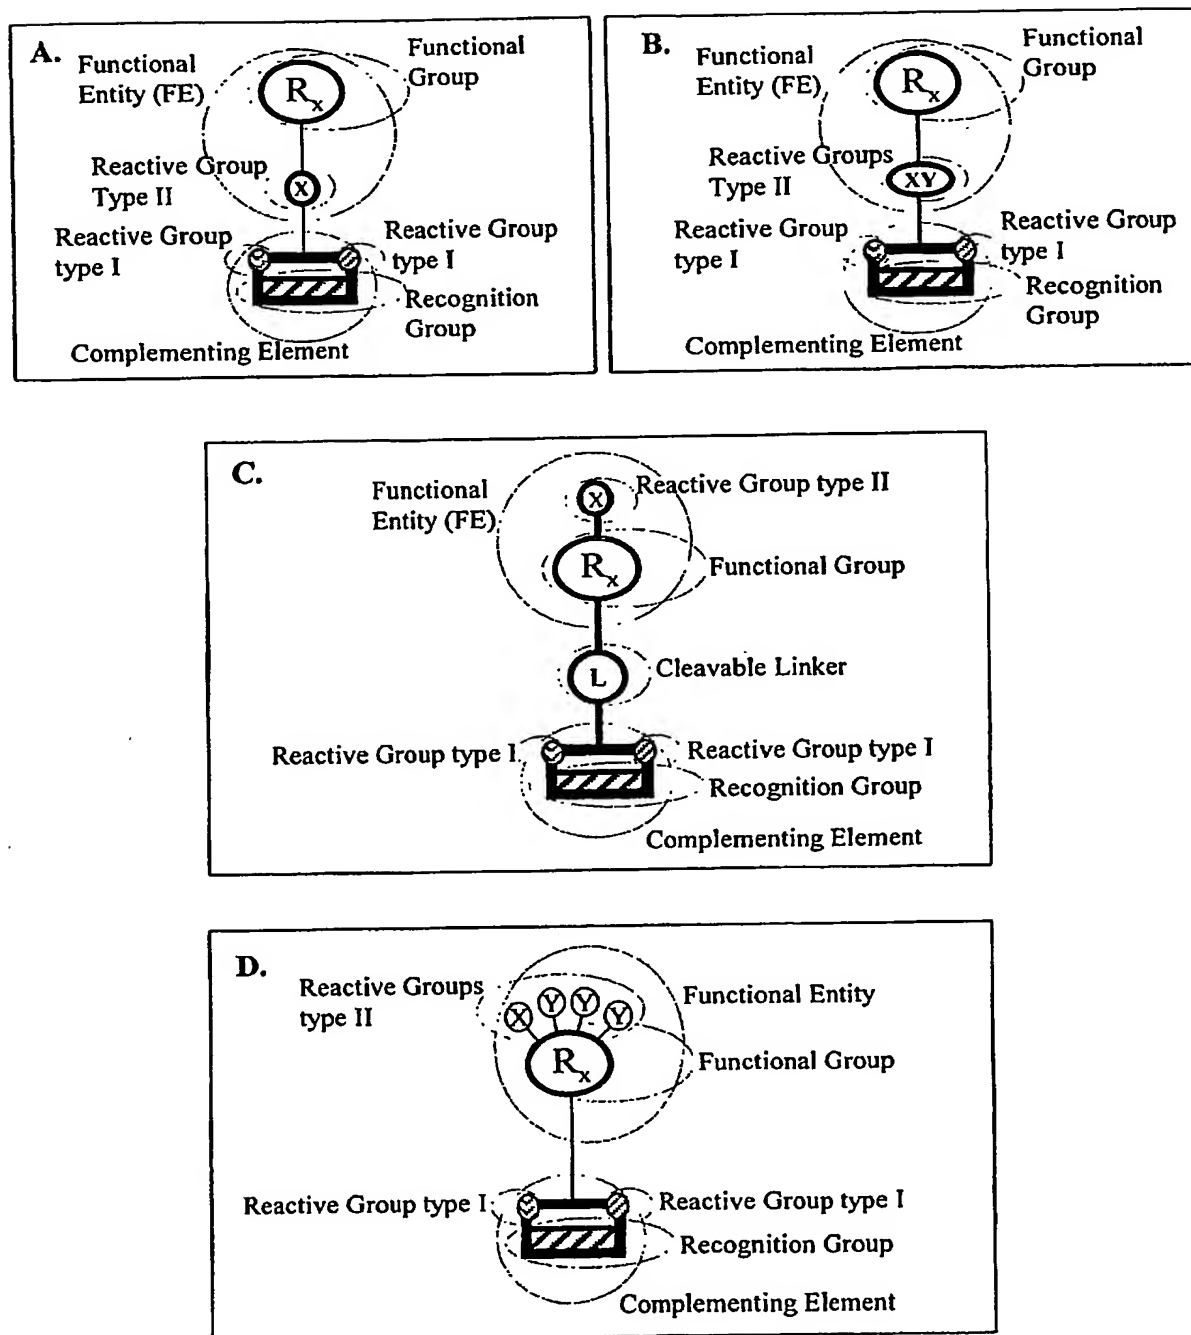 A.
Functional
Entity (FE)
Functional
Group
Rx
Reactive Group
Type II
X
Reactive Group
type I
Reactive Group
type I
Recognition
Group
Complementing Element
B.
Functional
Entity (FE)
Functional
Group
Rx
Reactive Groups
Type II
XY
Reactive Group
type I
Reactive Group
type I
Recognition
Group
Complementing Element
C.
Functional
Entity (FE)
X
Reactive Group type II
Rx
Functional Group
L
Cleavable Linker
Reactive Group type I
Reactive Group type I
Recognition Group
Complementing Element
D.
Reactive Groups
type II
X
Y
Y
Y
Functional Entity
Rx
Functional Group
Reactive Group type I
Reactive Group type I
Recognition Group
Complementing Element